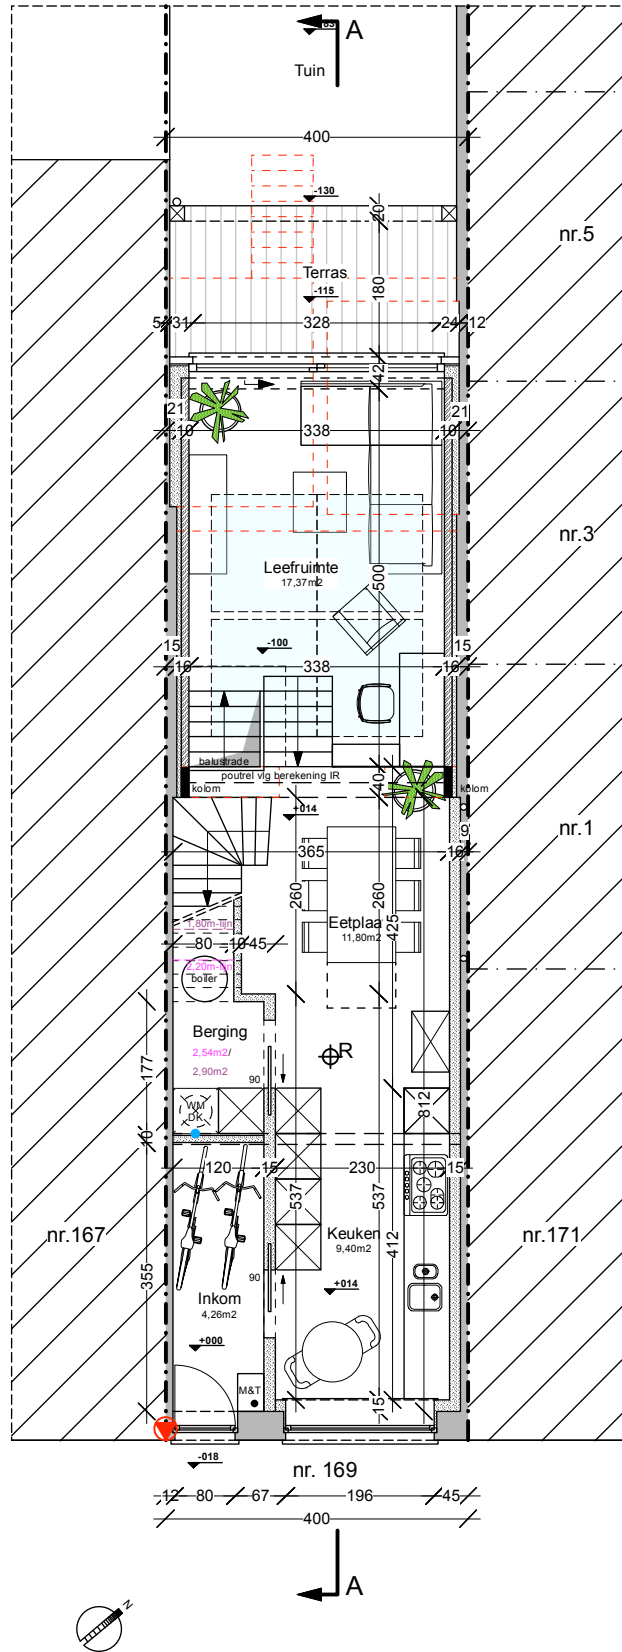 A
Tuin
400
-130
20
nr.5
Terras
180
-115
5
31
328
24
12
42
21
21
10
338
10
nr.3
Leefruimte
17,37m2
500
15
-100
15
16
338
16
balustrade
poutrel vlg berekening IR
40
kolom
kolom
+014
nr.1
9
365
16
260
260
1,80m-lijn
Eetplaats
11,80m2
425
80
10
45
2,20m-lijn
boiler
Berging
2,54m2/
2,90m2
R
177
90
WM
DK
812
10
120
15
230
15
537
537
nr.167
Keuken
9,40m2
412
nr.171
355
90
Inkom
4,26m2
+014
+000
M&T
15
-018
nr. 169
12
80
67
196
45
400
A
N